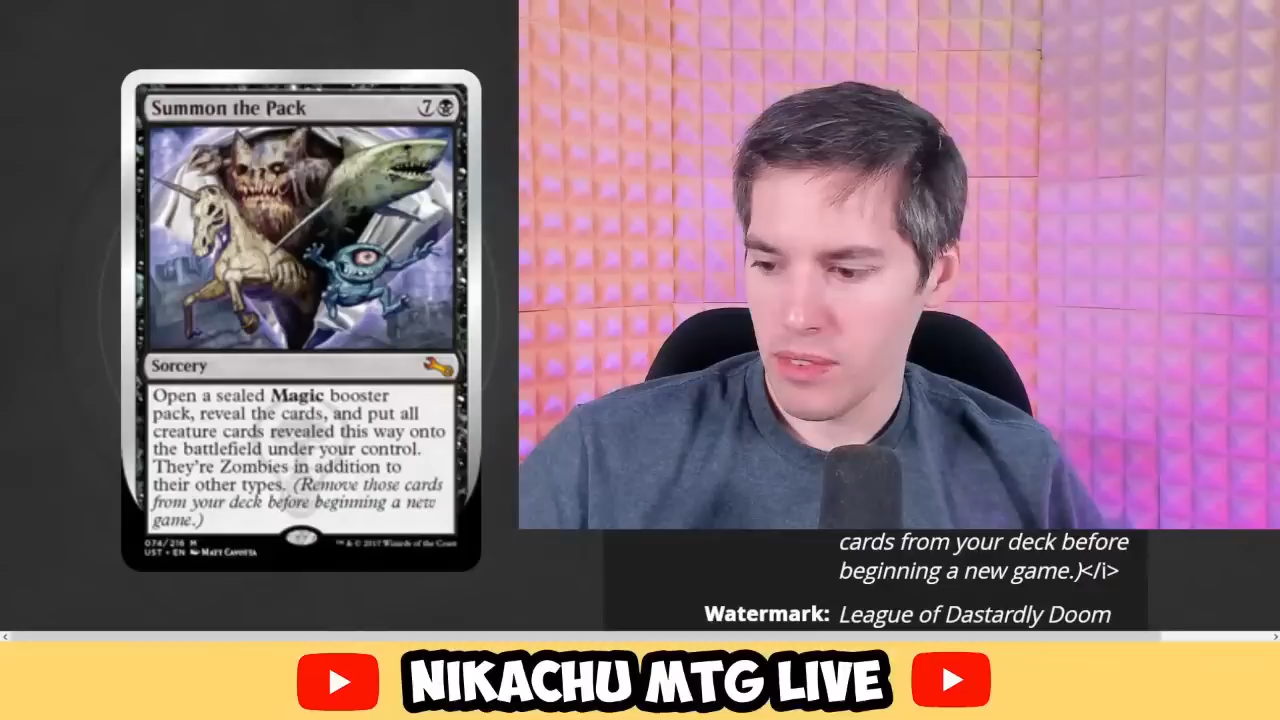 Summon the Pack 7
Sorcery
Open a sealed Magic booster
pack, reveal the cards, and put all
creature cards revealed this way onto
the battlefield under your control.
They're Zombies in addition to
their other types. (Remove those cards
from your deck before beginning a new
game.)
074/216 M
UST • EN Matt Cavotta
™ & © 2017 Wizards of the Coast
cards from your deck before
beginning a new game.)</i>
Watermark: League of Dastardly Doom
NIKACHU MTG LIVE